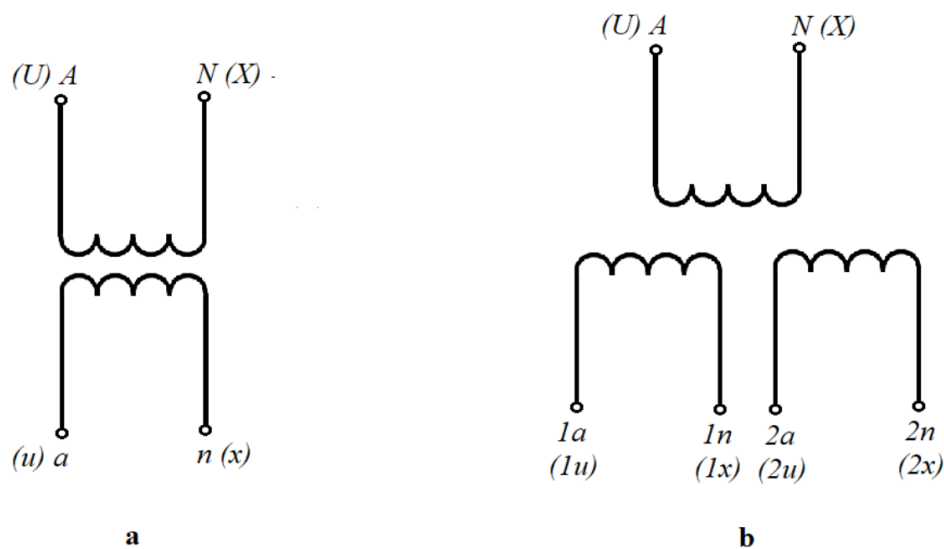 (U) A N (X)
(u) a n (x)
a
(U) A N (X)
1a 1n 2a 2n
(1u) (1x) (2u) (2x)
b